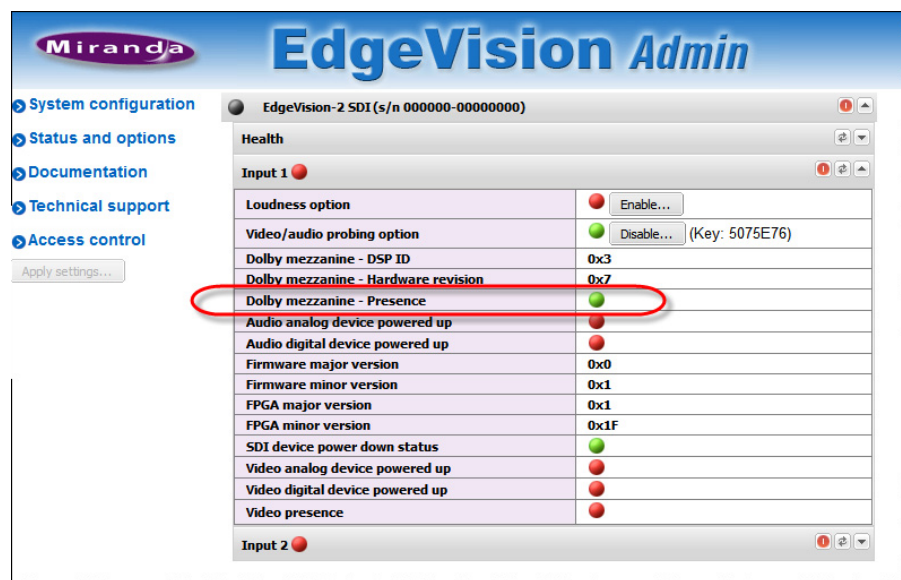 Miranda
EdgeVision Admin
System configuration
Status and options
Documentation
Technical support
Access control
Apply settings...
EdgeVision-2 SDI (s/n 000000-00000000)
Health
Input 1
Loudness option Enable...
Video/audio probing option Disable... (Key: 5075E76)
Dolby mezzanine - DSP ID 0x3
Dolby mezzanine - Hardware revision 0x7
Dolby mezzanine - Presence
Audio analog device powered up
Audio digital device powered up
Firmware major version 0x0
Firmware minor version 0x1
FPGA major version 0x1
FPGA minor version 0x1F
SDI device power down status
Video analog device powered up
Video digital device powered up
Video presence
Input 2